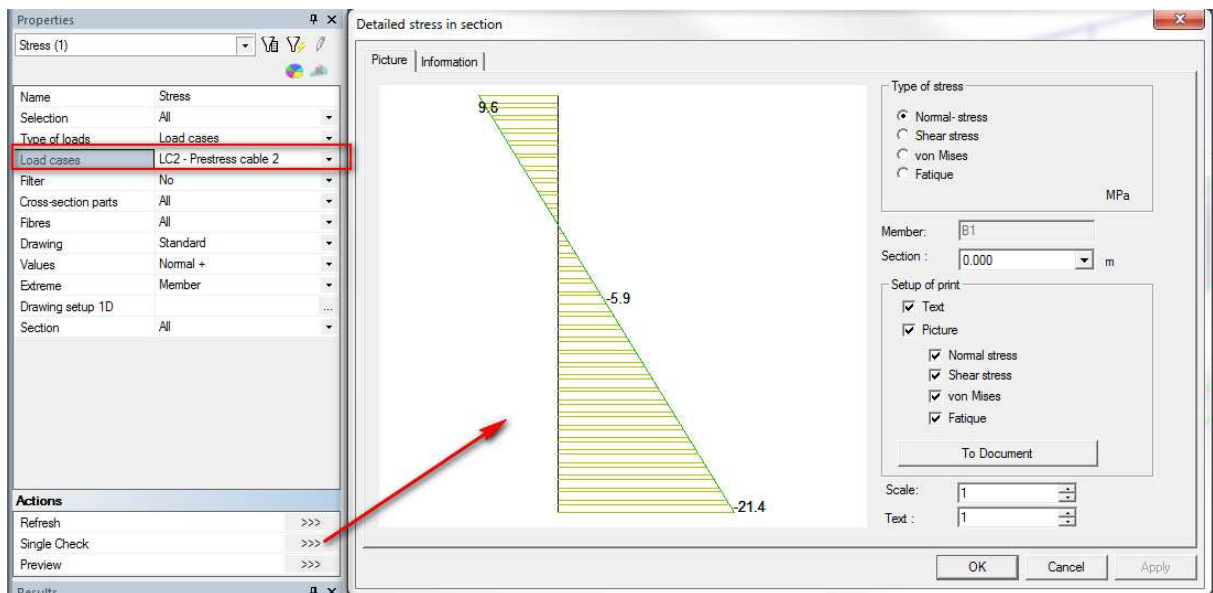 Properties
Stress (1)
Name Stress
Selection All
Type of loads Load cases
Load cases LC2 - Prestress cable 2
Filter No
Cross-section parts All
Fibres All
Drawing Standard
Values Normal +
Extreme Member
Drawing setup 1D ...
Section All
Actions
Refresh >>>
Single Check >>>
Preview >>>
Results
Detailed stress in section
Picture Information
9.6
-5.9
-21.4
Type of stress
Normal- stress
Shear stress
von Mises
Fatique
MPa
Member: B1
Section : 0.000 m
Setup of print
Text
Picture
Normal stress
Shear stress
von Mises
Fatique
To Document
Scale: 1
Text : 1
OK Cancel Apply